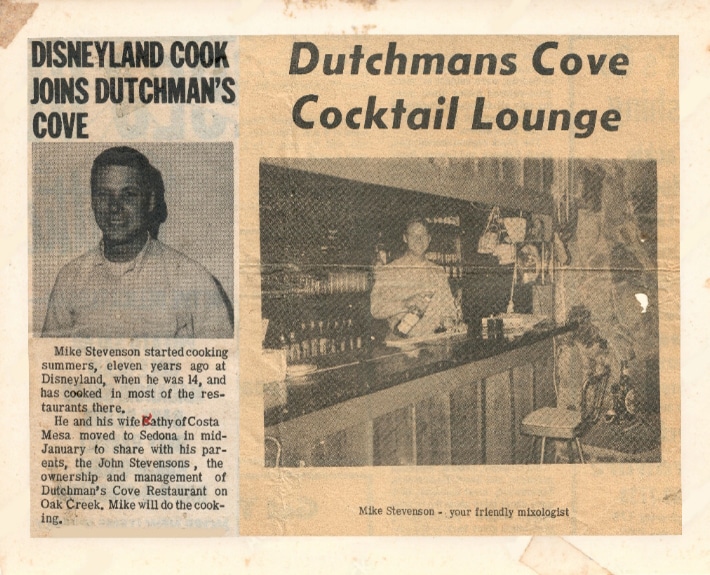 DISNEYLAND COOK
JOINS DUTCHMAN'S
COVE
Mike Stevenson started cooking
summers, eleven years ago at
Disneyland, when he was 14, and
has cooked in most of the res-
taurants there.
He and his wife Kathy of Costa
Mesa moved to Sedona in mid-
January to share with his par-
ents, the John Stevensons, the
ownership and management of
Dutchman's Cove Restaurant on
Oak Creek. Mike will do the cook-
ing.
Dutchmans Cove
Cocktail Lounge
Mike Stevenson - your friendly mixologist